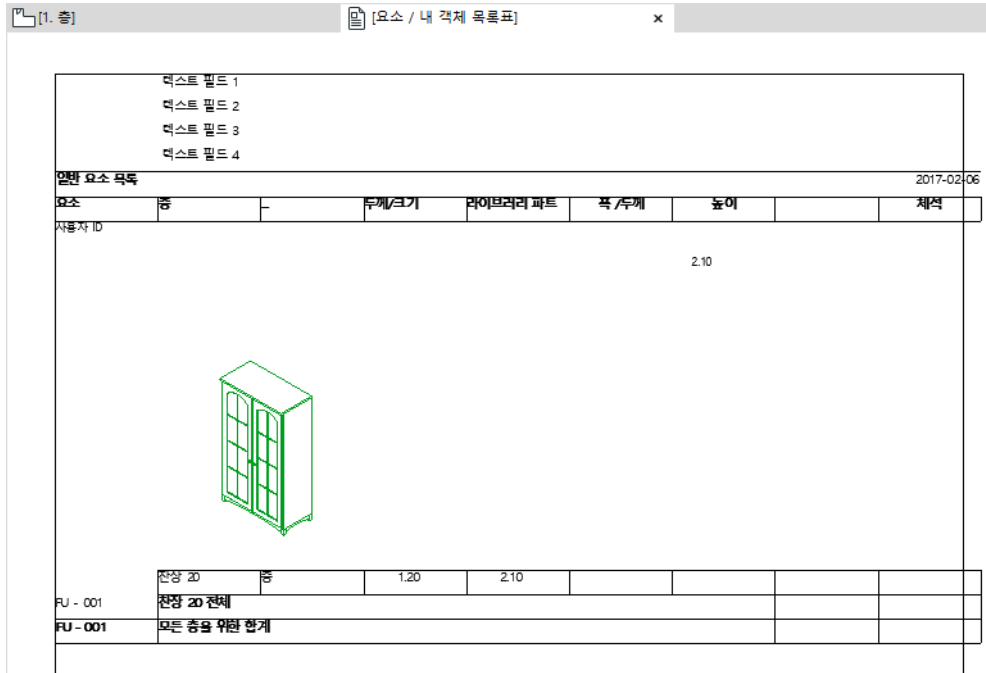 [1. 층] [요소 / 내 객체 목록표] ×
텍스트 필드 1
텍스트 필드 2
텍스트 필드 3
텍스트 필드 4
일반 요소 목록 2017-02-06
요소 층 _ 두께/크기 라이브러리 파트 폭 /두께 높이 체적
사용자 ID
2.10
찬장 20 층 1.20 2.10
FU - 001 찬장 20 전체
FU - 001 모든 층을 위한 합계